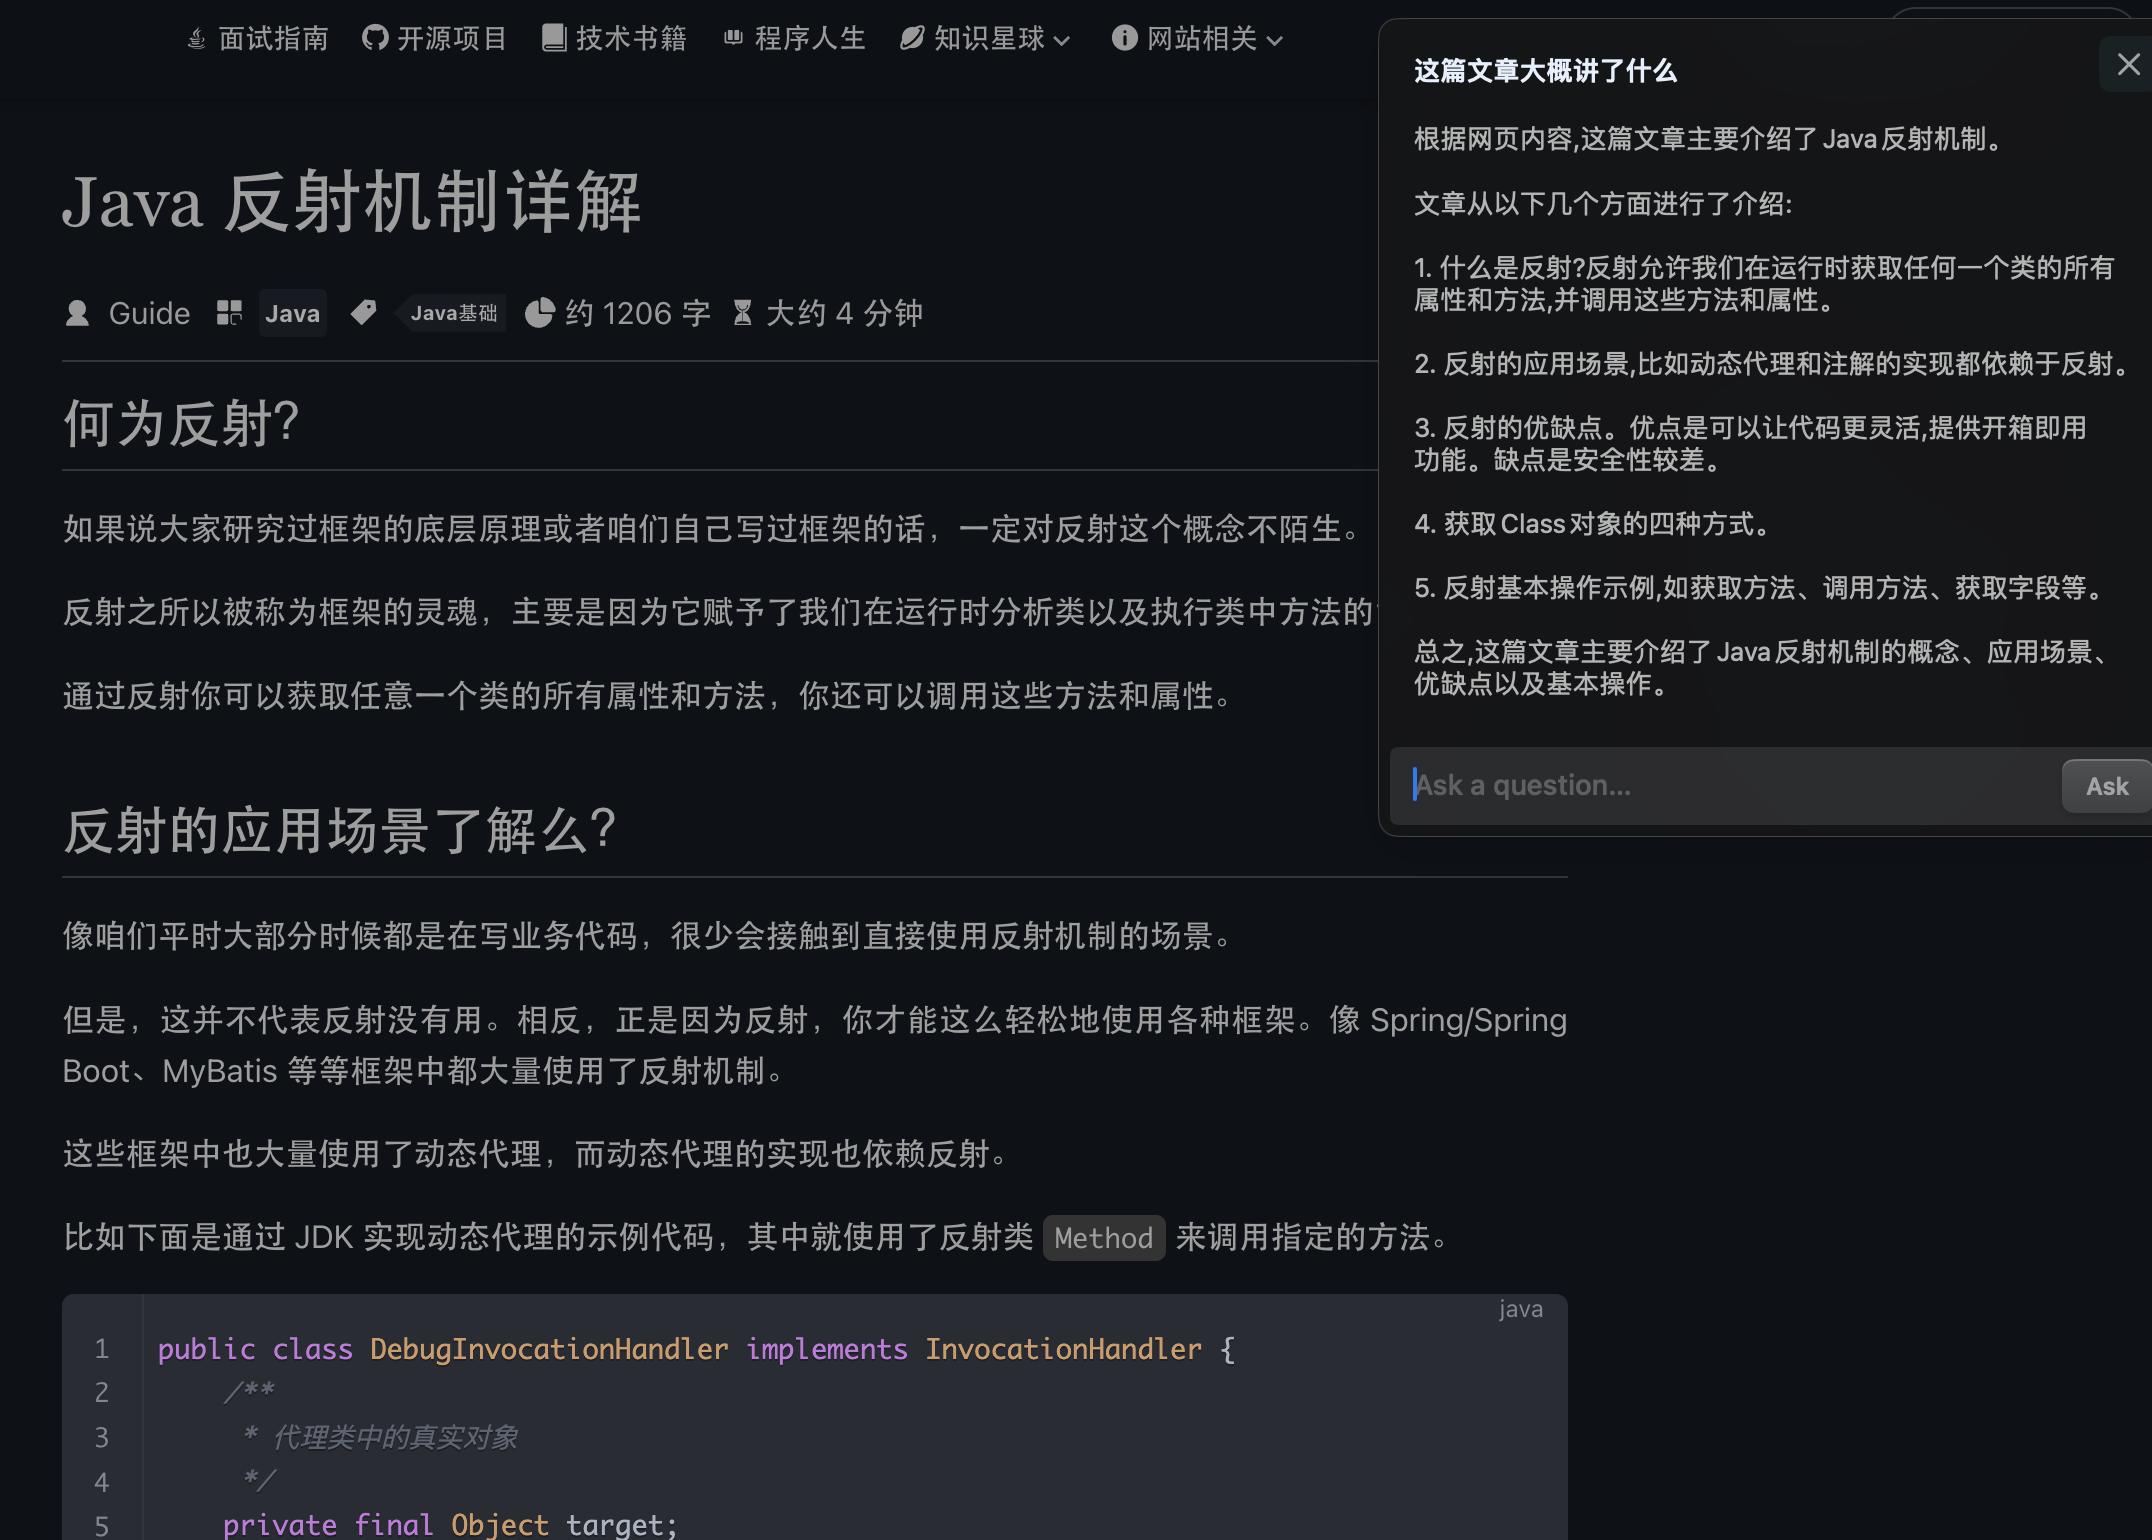 面试指南 开源项目 技术书籍 程序人生 知识星球 网站相关
Java 反射机制详解
Guide Java Java基础 约 1206 字 大约 4 分钟
何为反射?
如果说大家研究过框架的底层原理或者咱们自己写过框架的话，一定对反射这个概念不陌生。
反射之所以被称为框架的灵魂，主要是因为它赋予了我们在运行时分析类以及执行类中方法的
通过反射你可以获取任意一个类的所有属性和方法，你还可以调用这些方法和属性。
反射的应用场景了解么?
像咱们平时大部分时候都是在写业务代码，很少会接触到直接使用反射机制的场景。
但是，这并不代表反射没有用。相反，正是因为反射，你才能这么轻松地使用各种框架。像 Spring/Spring
Boot、MyBatis 等等框架中都大量使用了反射机制。
这些框架中也大量使用了动态代理，而动态代理的实现也依赖反射。
比如下面是通过 JDK 实现动态代理的示例代码，其中就使用了反射类 Method 来调用指定的方法。
java
1 public class DebugInvocationHandler implements InvocationHandler {
2 /**
3 * 代理类中的真实对象
4 */
5 private final Object target;
这篇文章大概讲了什么
根据网页内容,这篇文章主要介绍了Java反射机制。
文章从以下几个方面进行了介绍:
1. 什么是反射?反射允许我们在运行时获取任何一个类的所有
属性和方法,并调用这些方法和属性。
2. 反射的应用场景,比如动态代理和注解的实现都依赖于反射。
3. 反射的优缺点。优点是可以让代码更灵活,提供开箱即用
功能。缺点是安全性较差。
4. 获取Class对象的四种方式。
5. 反射基本操作示例,如获取方法、调用方法、获取字段等。
总之,这篇文章主要介绍了Java反射机制的概念、应用场景、
优缺点以及基本操作。
Ask a question...
Ask